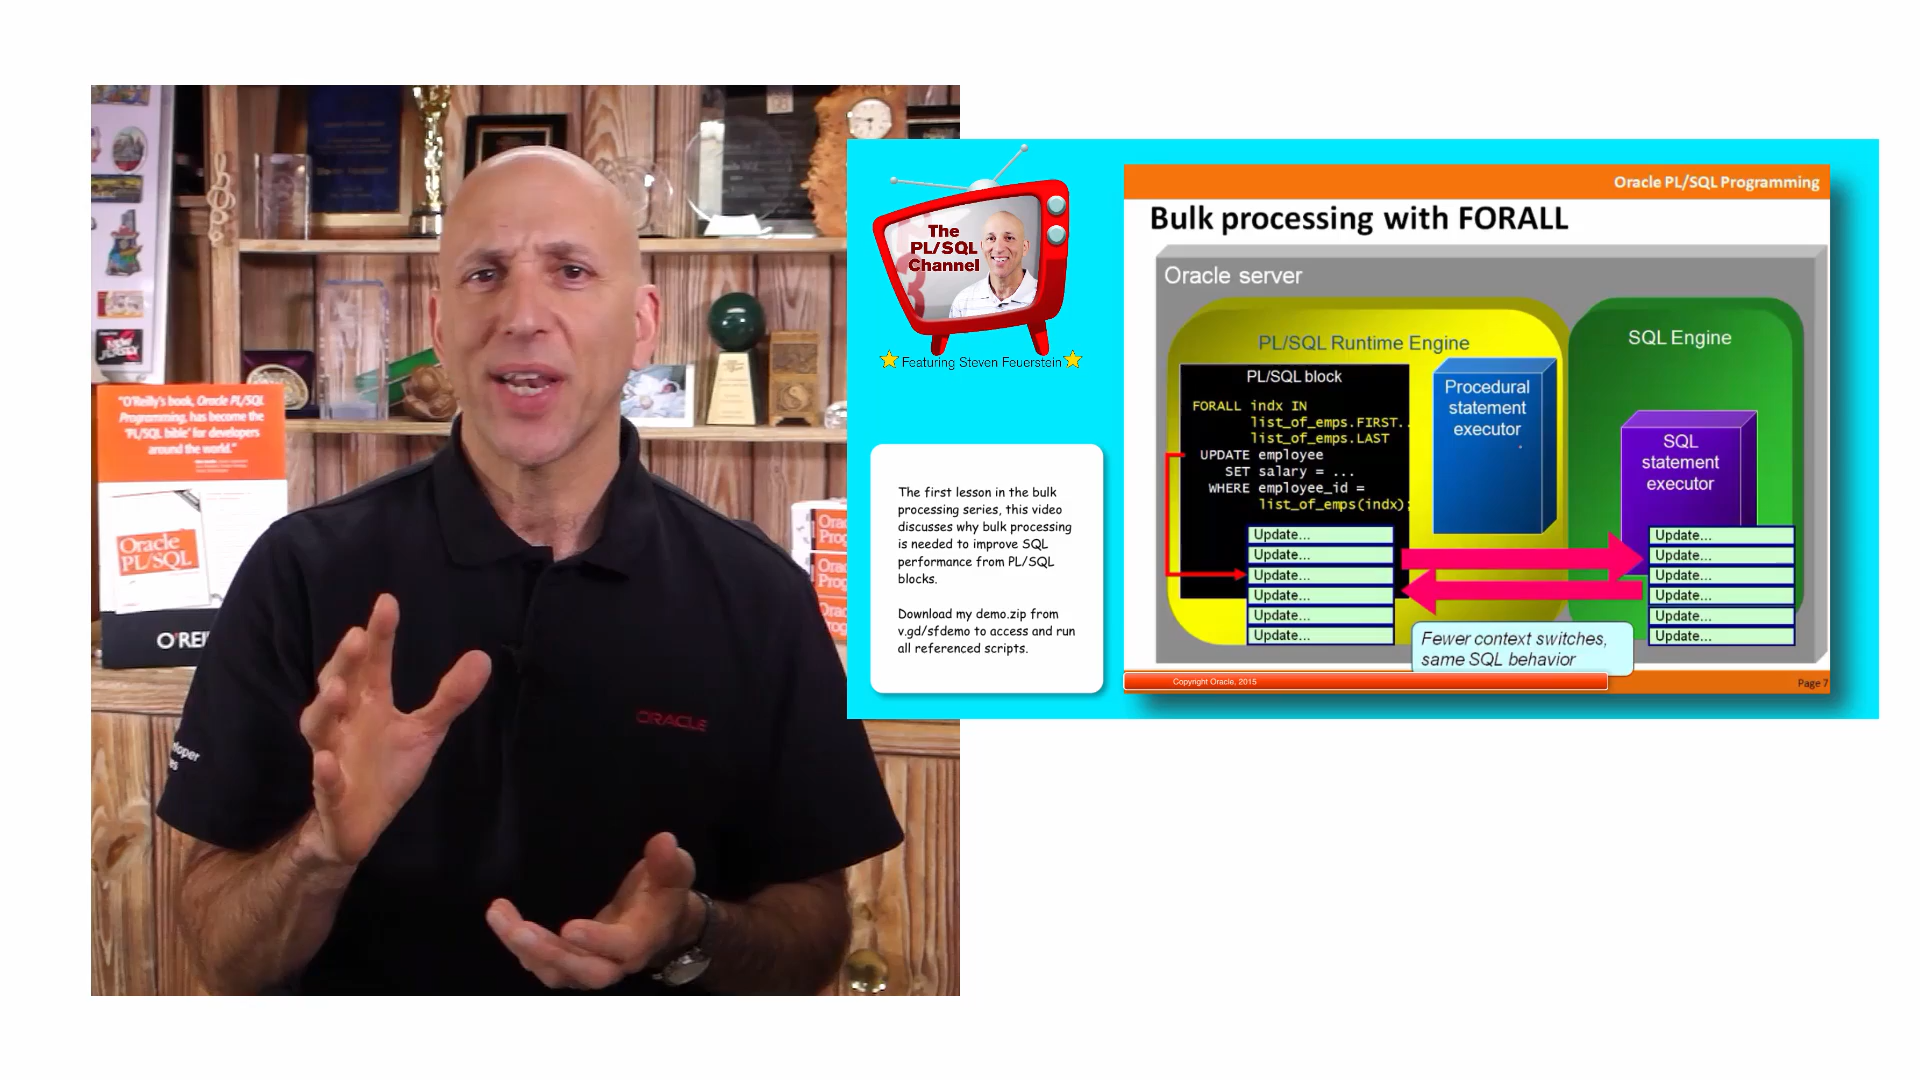 NEW
JERSEY
"O'Reilly's book, Oracle PL/SQL
Programming, has become the
'PL/SQL bible' for developers
around the world."
Oracle
PL/SQL
O'REI
ORACLE
The
PL/SQL
Channel
Featuring Steven Feuerstein
The first lesson in the bulk
processing series, this video
discusses why bulk processing
is needed to improve SQL
performance from PL/SQL
blocks.
Download my demo.zip from
v.gd/sfdemo to access and run
all referenced scripts.
Oracle PL/SQL Programming
Bulk processing with FORALL
Oracle server
PL/SQL Runtime Engine
PL/SQL block
FORALL indx IN
list_of_emps.FIRST..
list_of_emps.LAST
UPDATE employee
SET salary = ...
WHERE employee_id =
list_of_emps(indx);
Update...
Update...
Update...
Update...
Update...
Update...
Procedural
statement
executor
SQL Engine
SQL
statement
executor
Update...
Update...
Update...
Update...
Update...
Update...
Fewer context switches,
same SQL behavior
Copyright Oracle, 2015
Page 7